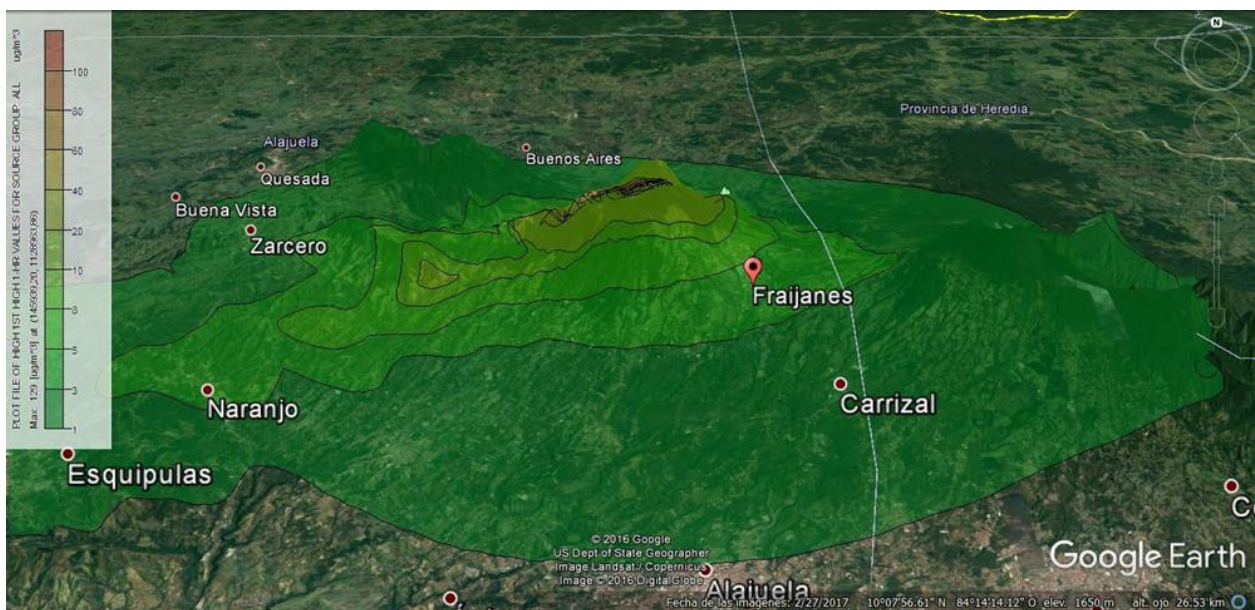 PLOT FILE OF HIGH 1ST HIGH 1-HR VALUES FOR SOURCE GROUP: ALL ug/m^3
Max: 129 [ug/m^3] at (145939,20, 1128963,86)
100
80
60
40
20
10
8
5
3
1
N
Provincia de Heredia
Alajuela
Buenos Aires
Quesada
Buena Vista
Zarcero
Fraijanes
Naranjo
Carrizal
Esquipulas
© 2016 Google
US Dept of State Geographer
Image Landsat / Copernicus
Image © 2016 DigitalGlobe
Google Earth
Alajuela
Fecha de las imágenes: 2/27/2017 10°07'56.61" N 84°14'14.12" O elev. 1650 m alt. ojo 26.53 km